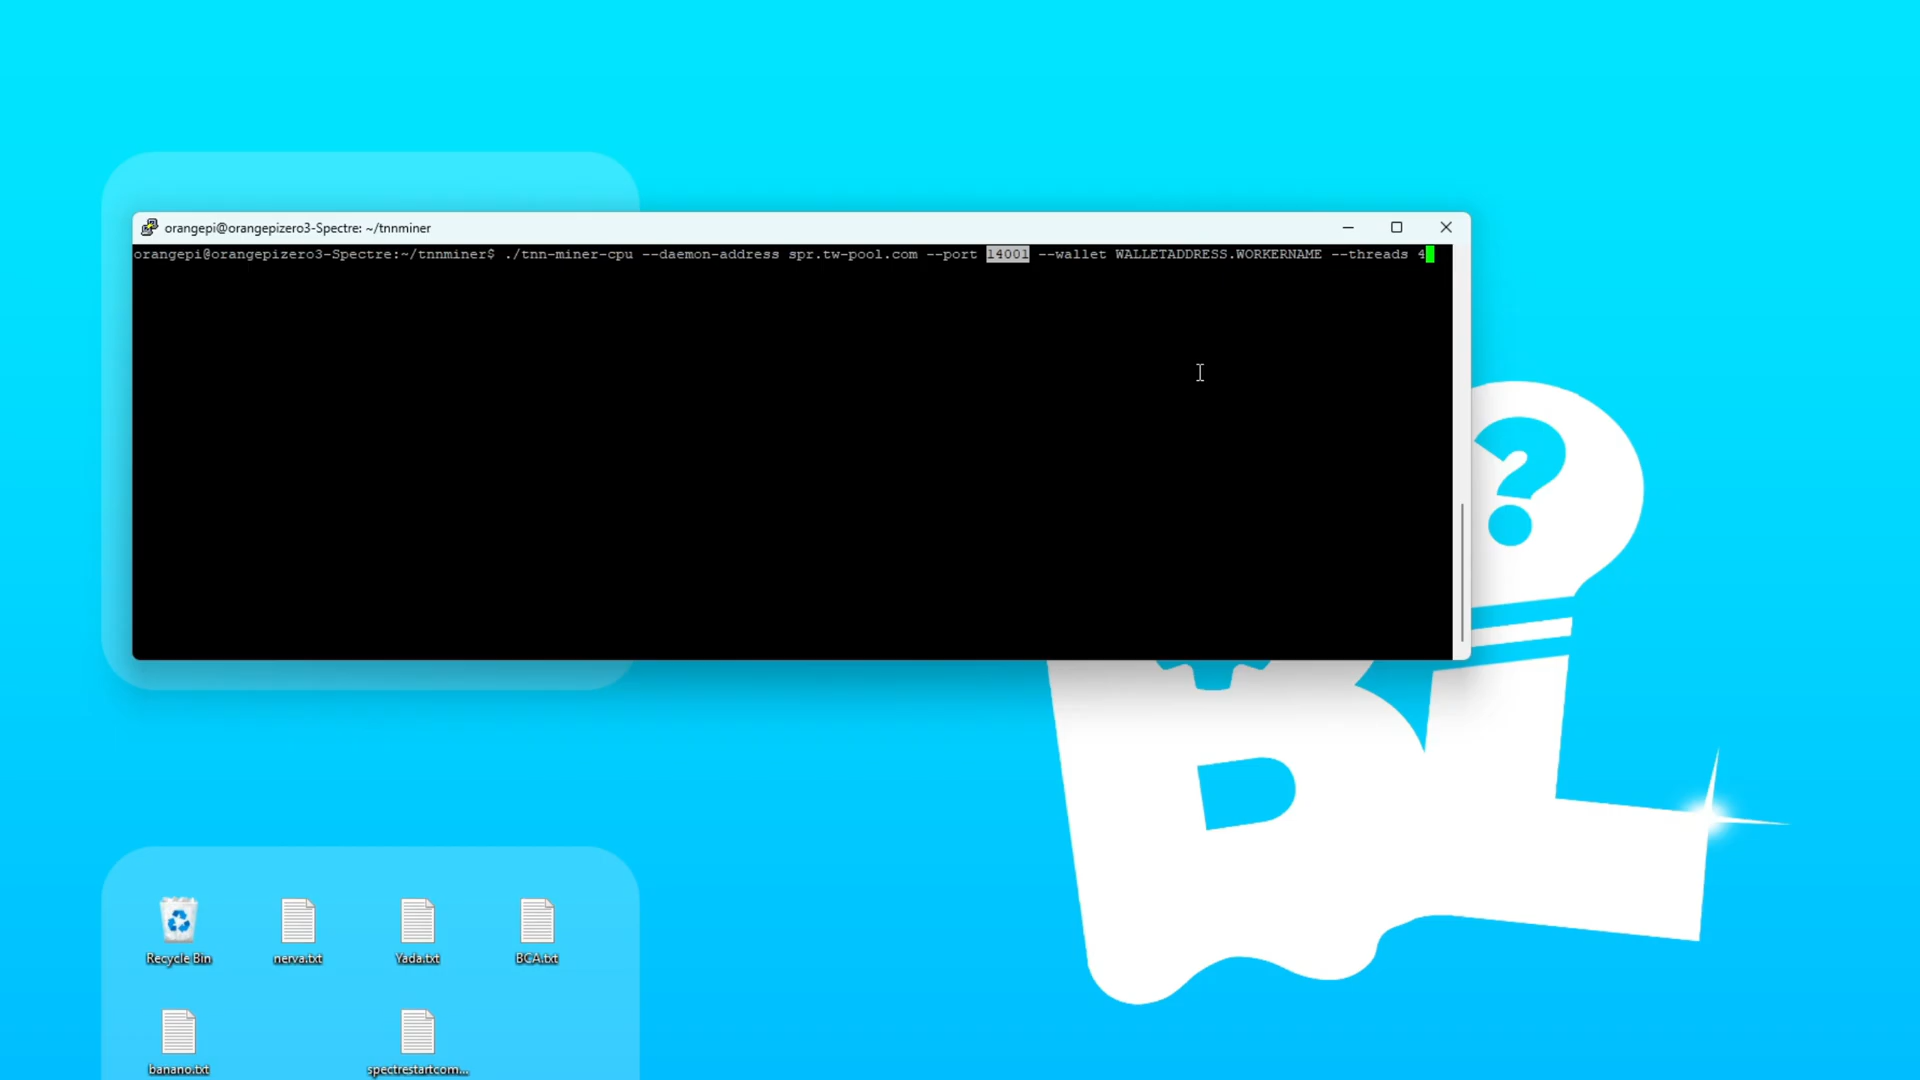 orangepi@orangepizero3-Spectre: ~/tnnminer
orangepi@orangepizero3-Spectre:~/tnnminer$ ./tnn-miner-cpu --daemon-address spr.tw-pool.com --port 14001 --wallet WALLETADDRESS.WORKERNAME --threads 4
?
BL
Recycle Bin
nerva.txt
Yada.txt
BCA.txt
banano.txt
spectrestartcom...